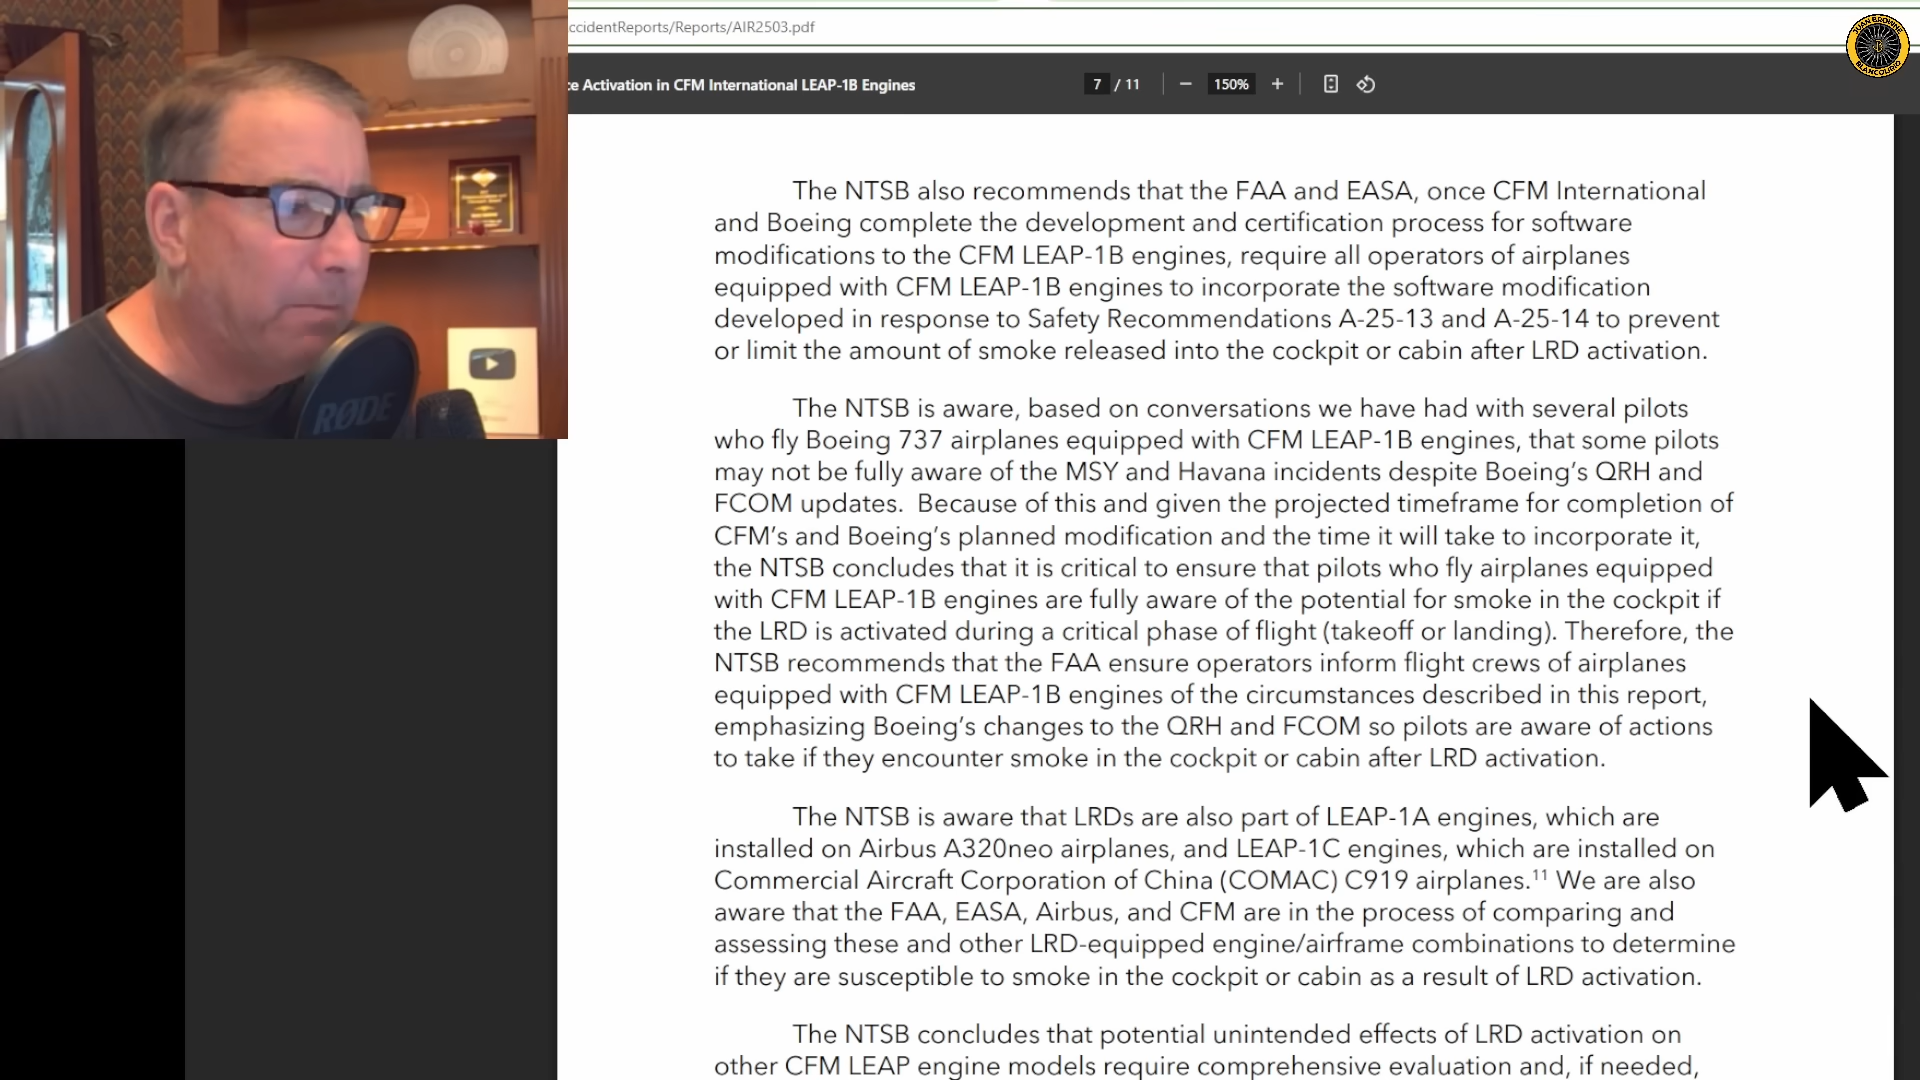 ccidentReports/Reports/AIR2503.pdf
JUAN BROWNE
BLANCOLIRIO
ce Activation in CFM International LEAP-1B Engines
7 / 11
150%
RØDE
The NTSB also recommends that the FAA and EASA, once CFM International
and Boeing complete the development and certification process for software
modifications to the CFM LEAP-1B engines, require all operators of airplanes
equipped with CFM LEAP-1B engines to incorporate the software modification
developed in response to Safety Recommendations A-25-13 and A-25-14 to prevent
or limit the amount of smoke released into the cockpit or cabin after LRD activation.
The NTSB is aware, based on conversations we have had with several pilots
who fly Boeing 737 airplanes equipped with CFM LEAP-1B engines, that some pilots
may not be fully aware of the MSY and Havana incidents despite Boeing’s QRH and
FCOM updates. Because of this and given the projected timeframe for completion of
CFM’s and Boeing’s planned modification and the time it will take to incorporate it,
the NTSB concludes that it is critical to ensure that pilots who fly airplanes equipped
with CFM LEAP-1B engines are fully aware of the potential for smoke in the cockpit if
the LRD is activated during a critical phase of flight (takeoff or landing). Therefore, the
NTSB recommends that the FAA ensure operators inform flight crews of airplanes
equipped with CFM LEAP-1B engines of the circumstances described in this report,
emphasizing Boeing’s changes to the QRH and FCOM so pilots are aware of actions
to take if they encounter smoke in the cockpit or cabin after LRD activation.
The NTSB is aware that LRDs are also part of LEAP-1A engines, which are
installed on Airbus A320neo airplanes, and LEAP-1C engines, which are installed on
Commercial Aircraft Corporation of China (COMAC) C919 airplanes.¹¹ We are also
aware that the FAA, EASA, Airbus, and CFM are in the process of comparing and
assessing these and other LRD-equipped engine/airframe combinations to determine
if they are susceptible to smoke in the cockpit or cabin as a result of LRD activation.
The NTSB concludes that potential unintended effects of LRD activation on
other CFM LEAP engine models require comprehensive evaluation and, if needed,